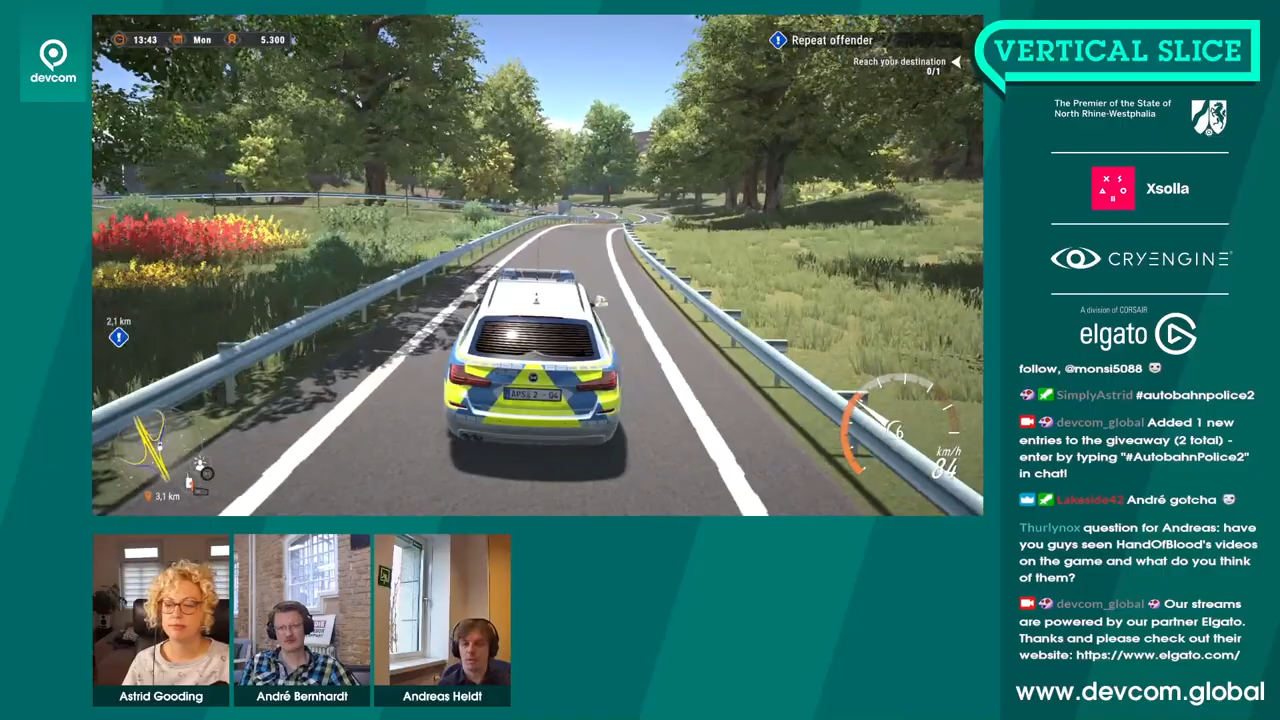 devcom
13:43
Mon
5.300
Repeat offender
Reach your destination
0/1
2,1 km
3,1 km
6
km/h
84
Astrid Gooding
André Bernhardt
Andreas Heldt
VERTICAL SLICE
The Premier of the State of
North Rhine-Westphalia
Xsolla
CRYENGINE
A division of CORSAIR
elgato
follow, @monsi5088
SimplyAstrid #autobahnpolice2
devcom_global Added 1 new
entries to the giveaway (2 total) -
enter by typing "#AutobahnPolice2"
in chat!
Lakeside42 André gotcha
Thurlynox question for Andreas: have
you guys seen HandOfBlood's videos
on the game and what do you think
of them?
devcom_global Our streams
are powered by our partner Elgato.
Thanks and please check out their
website: https://www.elgato.com/
www.devcom.global